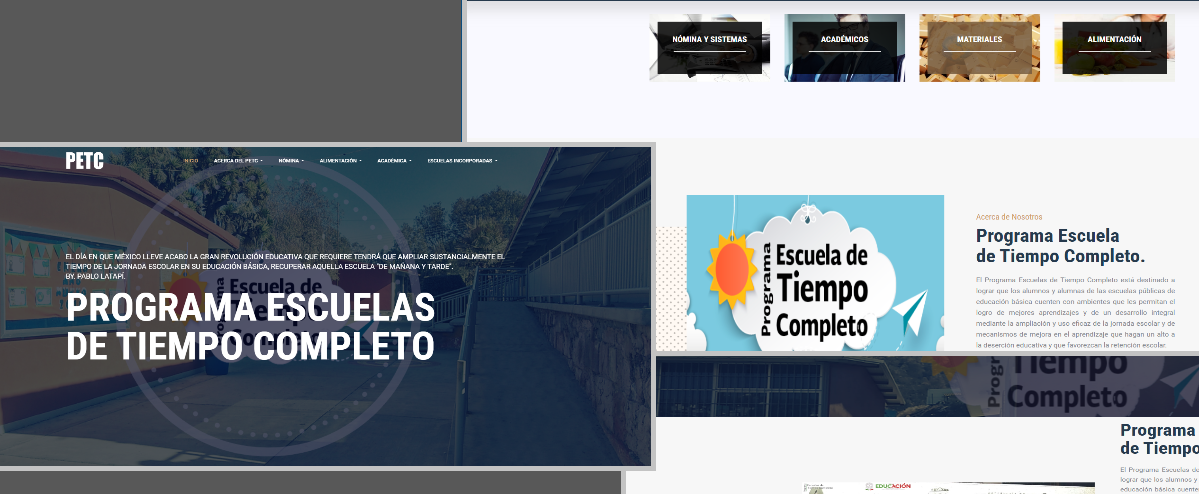 NÓMINA Y SISTEMAS
ACADÉMICOS
MATERIALES
ALIMENTACIÓN
PETC
INICIO
ACERCA DEL PETC
NÓMINA
ALIMENTACIÓN
ACADÉMICA
ESCUELAS INCORPORADAS
EL DÍA EN QUE MÉXICO LLEVE ACABO LA GRAN REVOLUCIÓN EDUCATIVA QUE REQUIERE TENDRÁ QUE AMPLIAR SUSTANCIALMENTE EL
TIEMPO DE LA JORNADA ESCOLAR EN SU EDUCACIÓN BÁSICA, RECUPERAR AQUELLA ESCUELA "DE MAÑANA Y TARDE".
BY. PABLO LATAPÍ.
PROGRAMA ESCUELAS
DE TIEMPO COMPLETO
Escuela de
Completo
Programa
Escuela de
Tiempo
Completo
Acerca de Nosotros
Programa Escuela
de Tiempo Completo.
El Programa Escuelas de Tiempo Completo está destinado a
lograr que los alumnos y alumnas de las escuelas públicas de
educación básica cuenten con ambientes que les permitan el
logro de mejores aprendizajes y de un desarrollo integral
mediante la ampliación y uso eficaz de la jornada escolar y de
mecanismos de mejora en el aprendizaje que hagan un alto a
la deserción educativa y que favorezcan la retención escolar.
Progr
Tiempo
Completo
Programa
de Tiempo
El Programa Escuelas de
lograr que los alumnos y
educación básica cuente
EDUCACIÓN